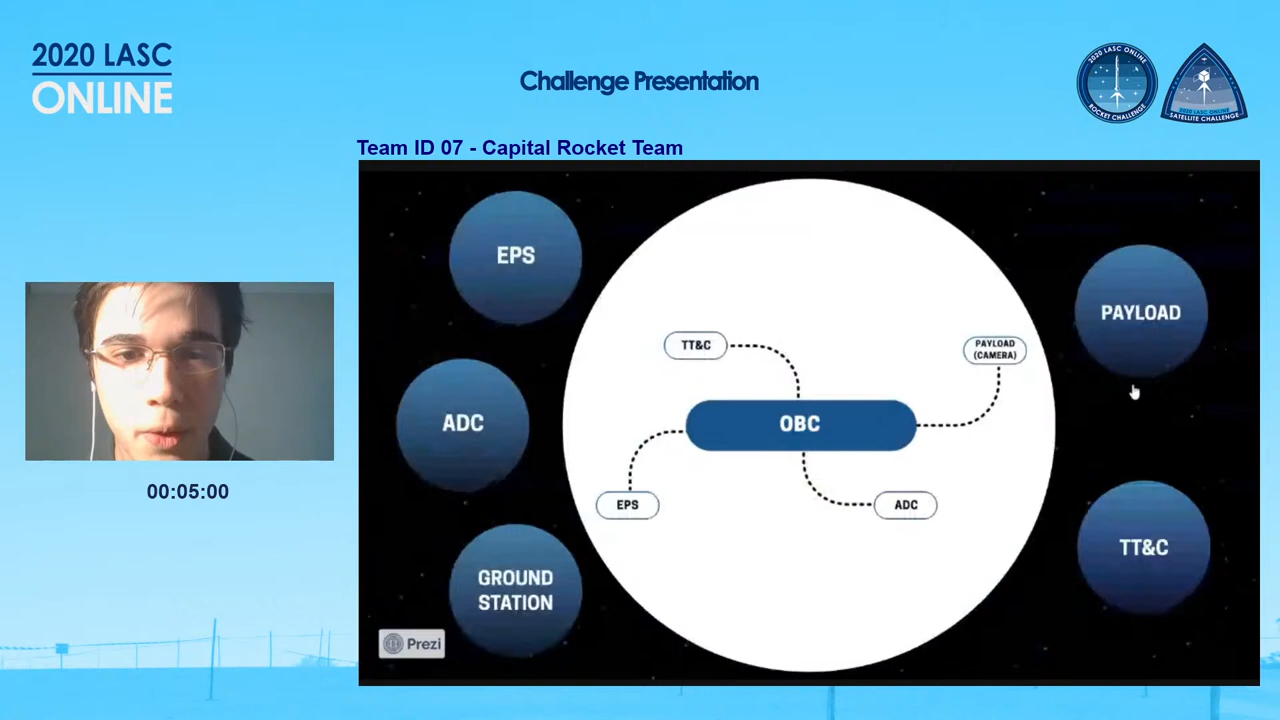 2020 LASC
ONLINE
Challenge Presentation
2020 LASC ONLINE
ROCKET CHALLENGE
2020 LASC ONLINE
SATELLITE CHALLENGE
Team ID 07 - Capital Rocket Team
EPS
ADC
GROUND
STATION
TT&C
PAYLOAD
(CAMERA)
OBC
EPS
ADC
PAYLOAD
TT&C
Prezi
00:05:00